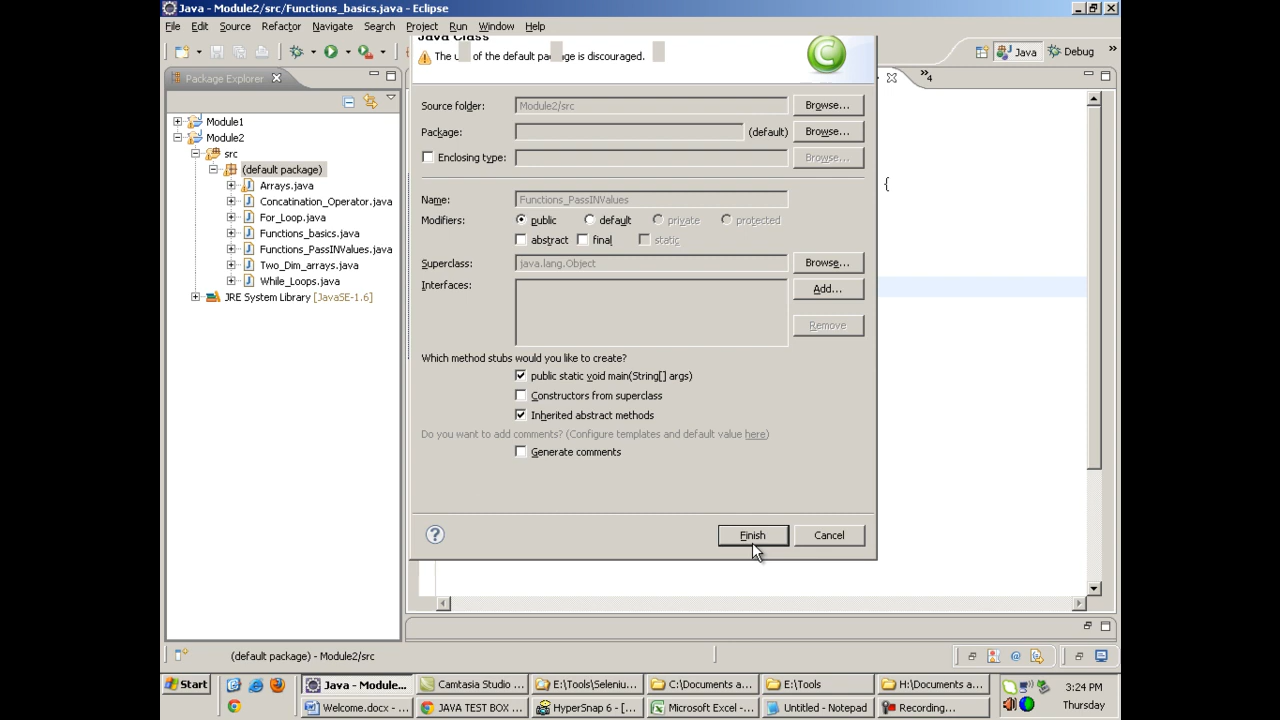 Java - Module2/src/Functions_basics.java - Eclipse
File Edit Source Refactor Navigate Search Project Run Window Help
Java Debug
Package Explorer
4
Java Class
The u of the default pa ge is discouraged.
Source folder: Module2/src Browse...
Module1
Module2
Package: (default) Browse...
src
Enclosing type: Browse...
(default package)
Arrays.java
{
Concatination_Operator.java
Name: Functions_PassINValues
For_Loop.java
Modifiers: public default private protected
Functions_basics.java
abstract final static
Functions_PassINValues.java
Two_Dim_arrays.java
Superclass: java.lang.Object Browse...
While_Loops.java
Interfaces: Add...
JRE System Library [JavaSE-1.6]
Remove
Which method stubs would you like to create?
public static void main(String[] args)
Constructors from superclass
Inherited abstract methods
Do you want to add comments? (Configure templates and default value here)
Generate comments
? Finish Cancel
(default package) - Module2/src
Start Java - Module... Camtasia Studio ... E:\Tools\Seleniu... C:\Documents a... E:\Tools H:\Documents a... 3:24 PM
Welcome.docx - ... JAVA TEST BOX ... HyperSnap 6 - [... Microsoft Excel -... Untitled - Notepad Recording... Thursday